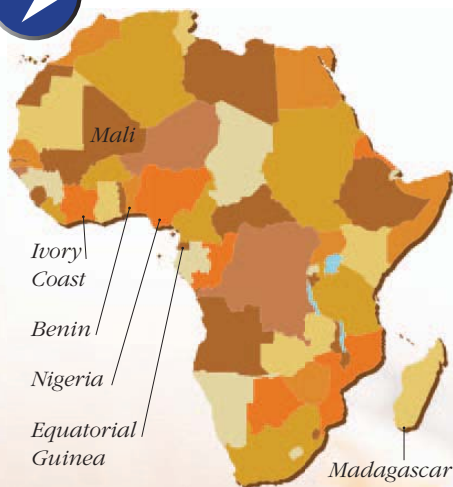 Mali
Ivory
Coast
Benin
Nigeria
Equatorial
Guinea
Madagascar